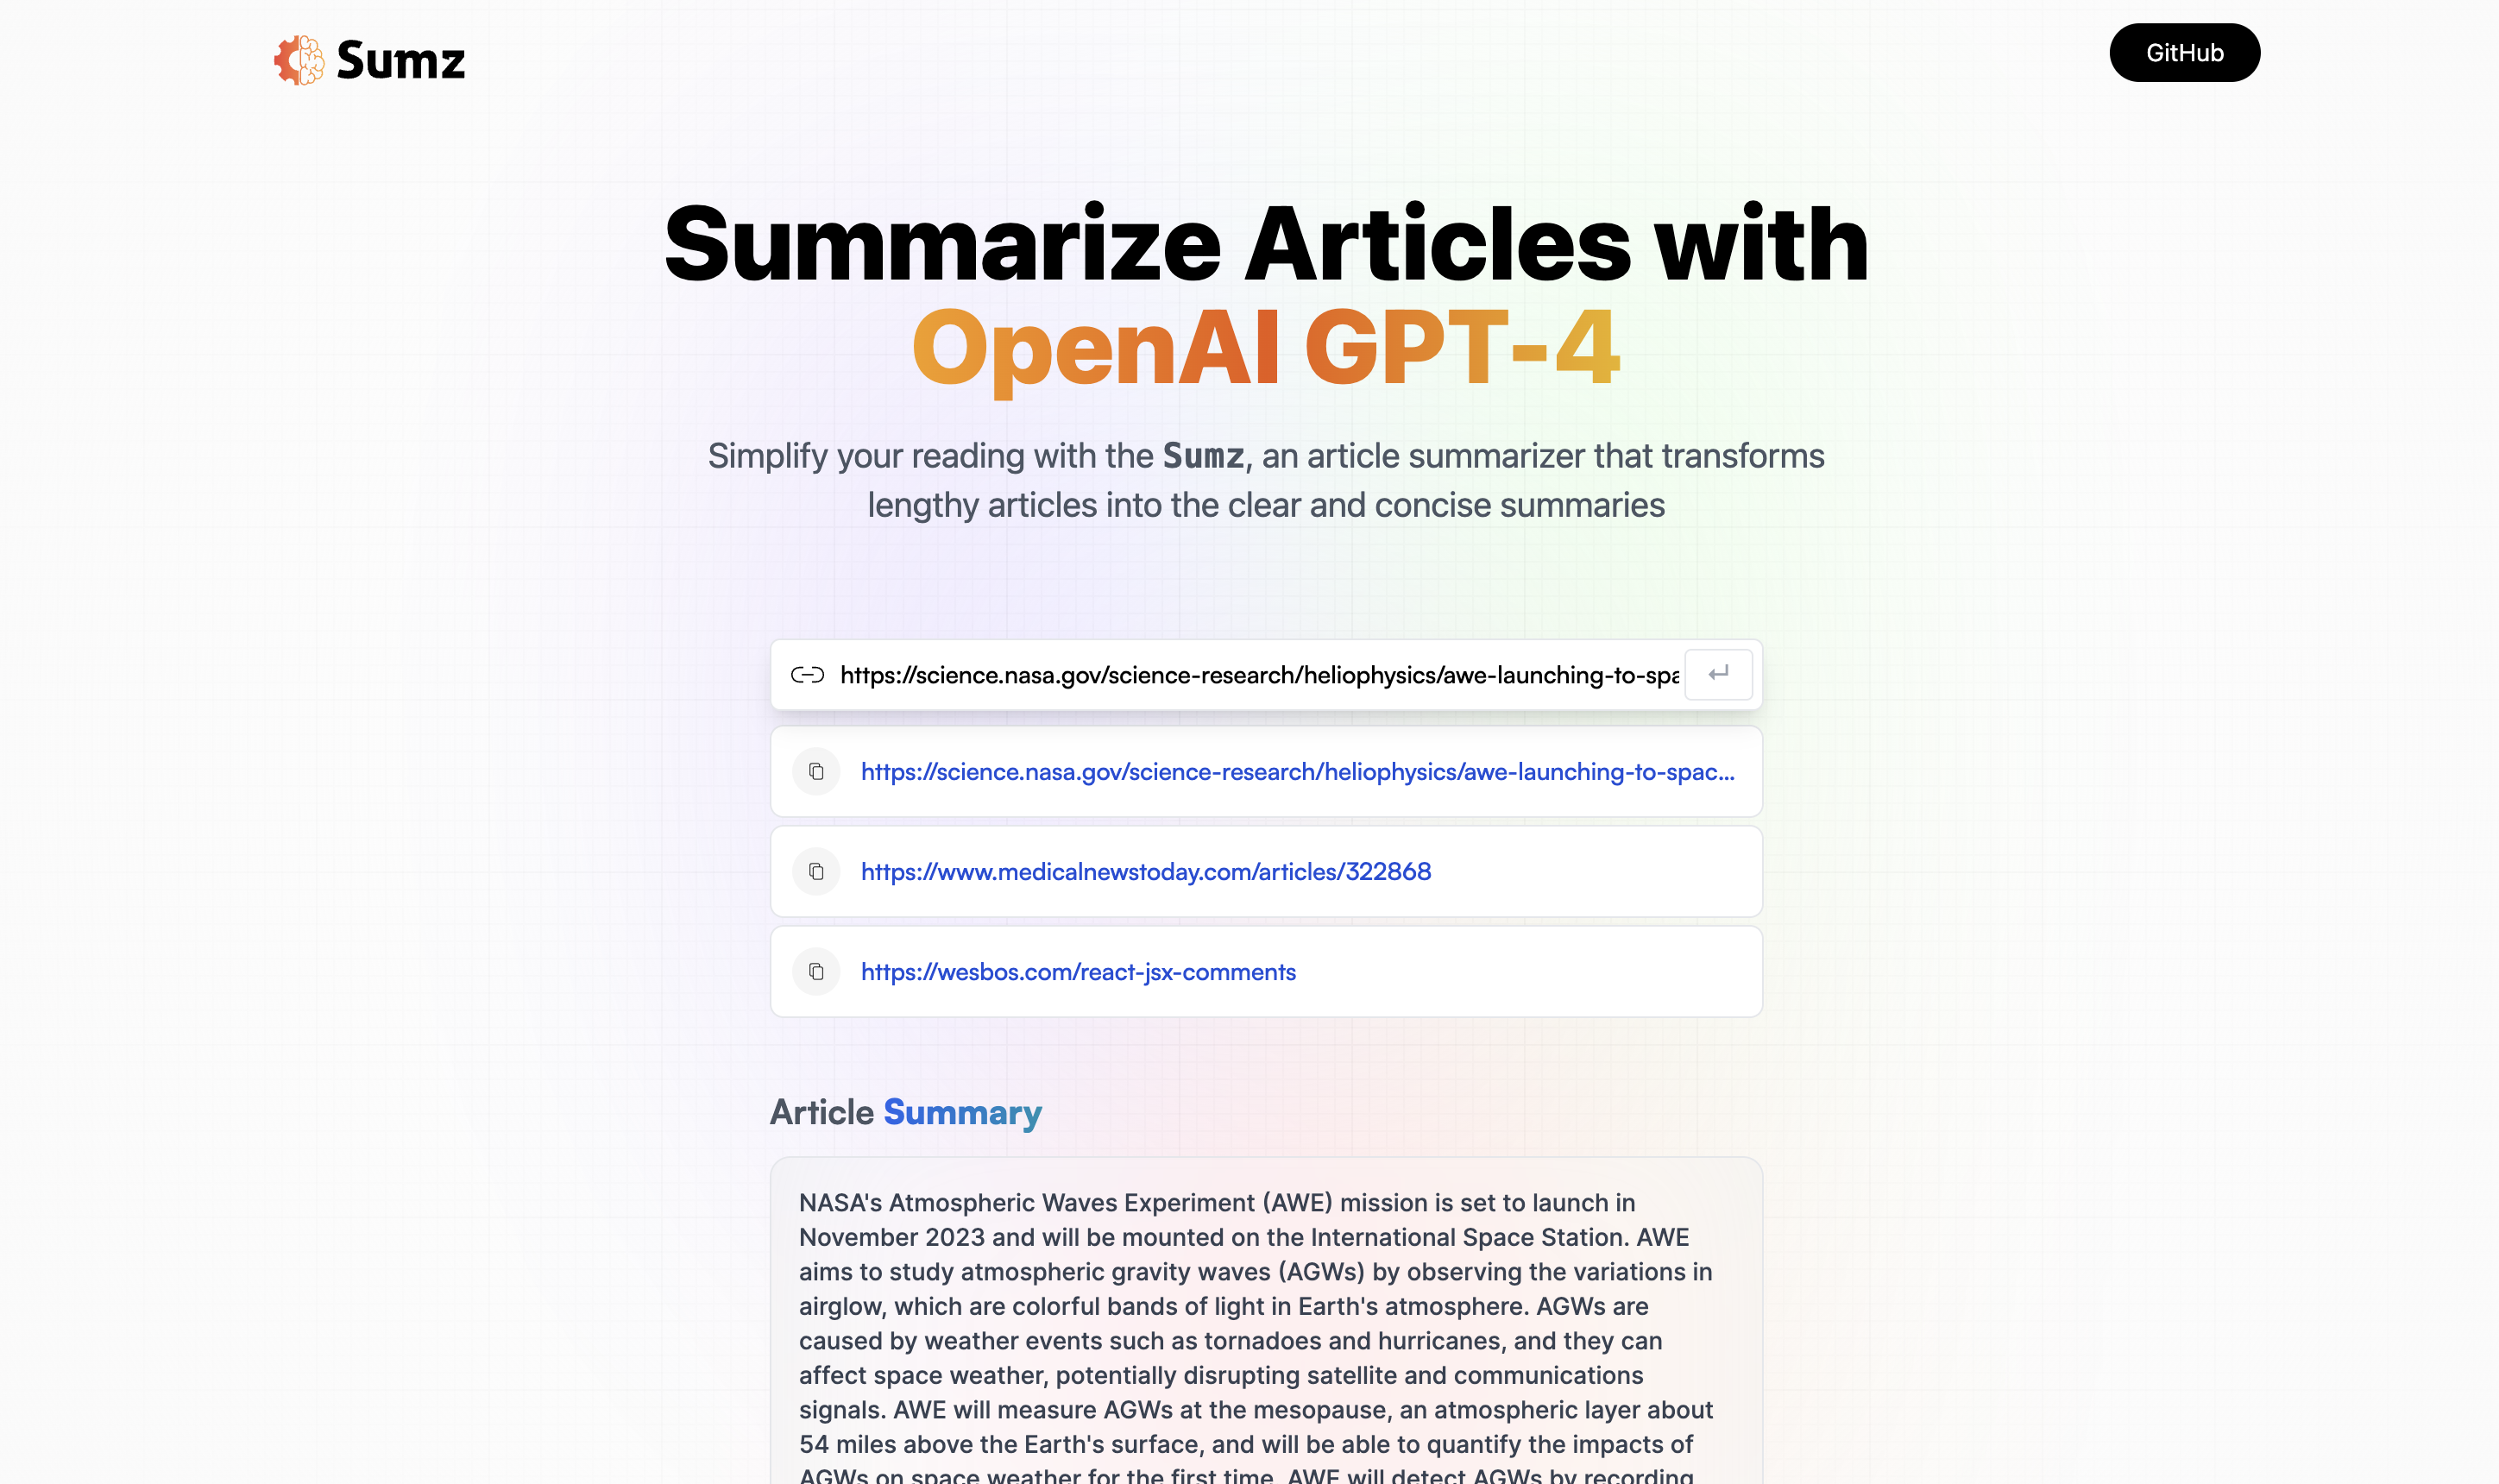 Sumz
GitHub
Summarize Articles with
OpenAI GPT-4
Simplify your reading with the Sumz, an article summarizer that transforms
lengthy articles into the clear and concise summaries
https://science.nasa.gov/science-research/heliophysics/awe-launching-to-spa
https://science.nasa.gov/science-research/heliophysics/awe-launching-to-spac...
https://www.medicalnewstoday.com/articles/322868
https://wesbos.com/react-jsx-comments
Article Summary
NASA's Atmospheric Waves Experiment (AWE) mission is set to launch in
November 2023 and will be mounted on the International Space Station. AWE
aims to study atmospheric gravity waves (AGWs) by observing the variations in
airglow, which are colorful bands of light in Earth's atmosphere. AGWs are
caused by weather events such as tornadoes and hurricanes, and they can
affect space weather, potentially disrupting satellite and communications
signals. AWE will measure AGWs at the mesopause, an atmospheric layer about
54 miles above the Earth's surface, and will be able to quantify the impacts of
AGWs on space weather for the first time. AWE will detect AGWs by recording